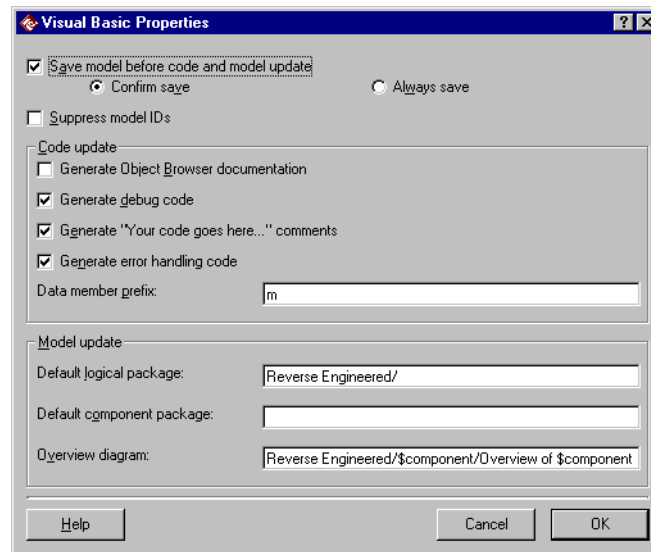 Visual Basic Properties
Save model before code and model update
Confirm save
Always save
Suppress model IDs
Code update
Generate Object Browser documentation
Generate debug code
Generate "Your code goes here..." comments
Generate error handling code
Data member prefix:
m
Model update
Default logical package:
Reverse Engineered/
Default component package:
Overview diagram:
Reverse Engineered/$component/Overview of $component
Help
Cancel
OK